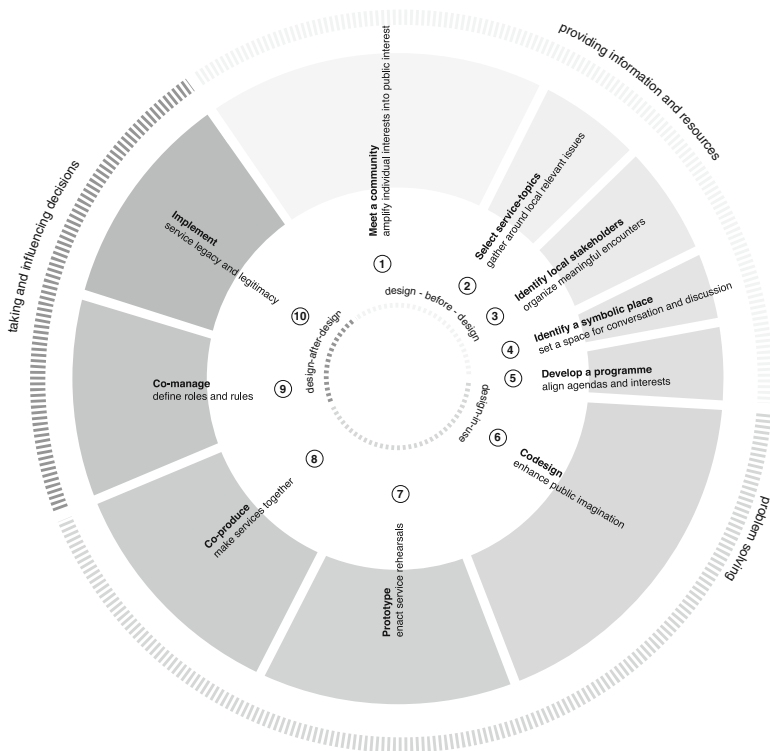 providing information and resources
problem solving
taking and influencing decisions
design - before - design
design-in-use
design-after-design
1
Meet a community
amplify individual interests into public interest
2
Select service-topics
gather around local relevant issues
3
Identify local stakeholders
organize meaningful encounters
4
Identify a symbolic place
set a space for conversation and discussion
5
Develop a programme
align agendas and interests
6
Codesign
enhance public imagination
7
Prototype
enact service rehearsals
8
Co-produce
make services together
9
Co-manage
define roles and rules
10
Implement
service legacy and legitimacy